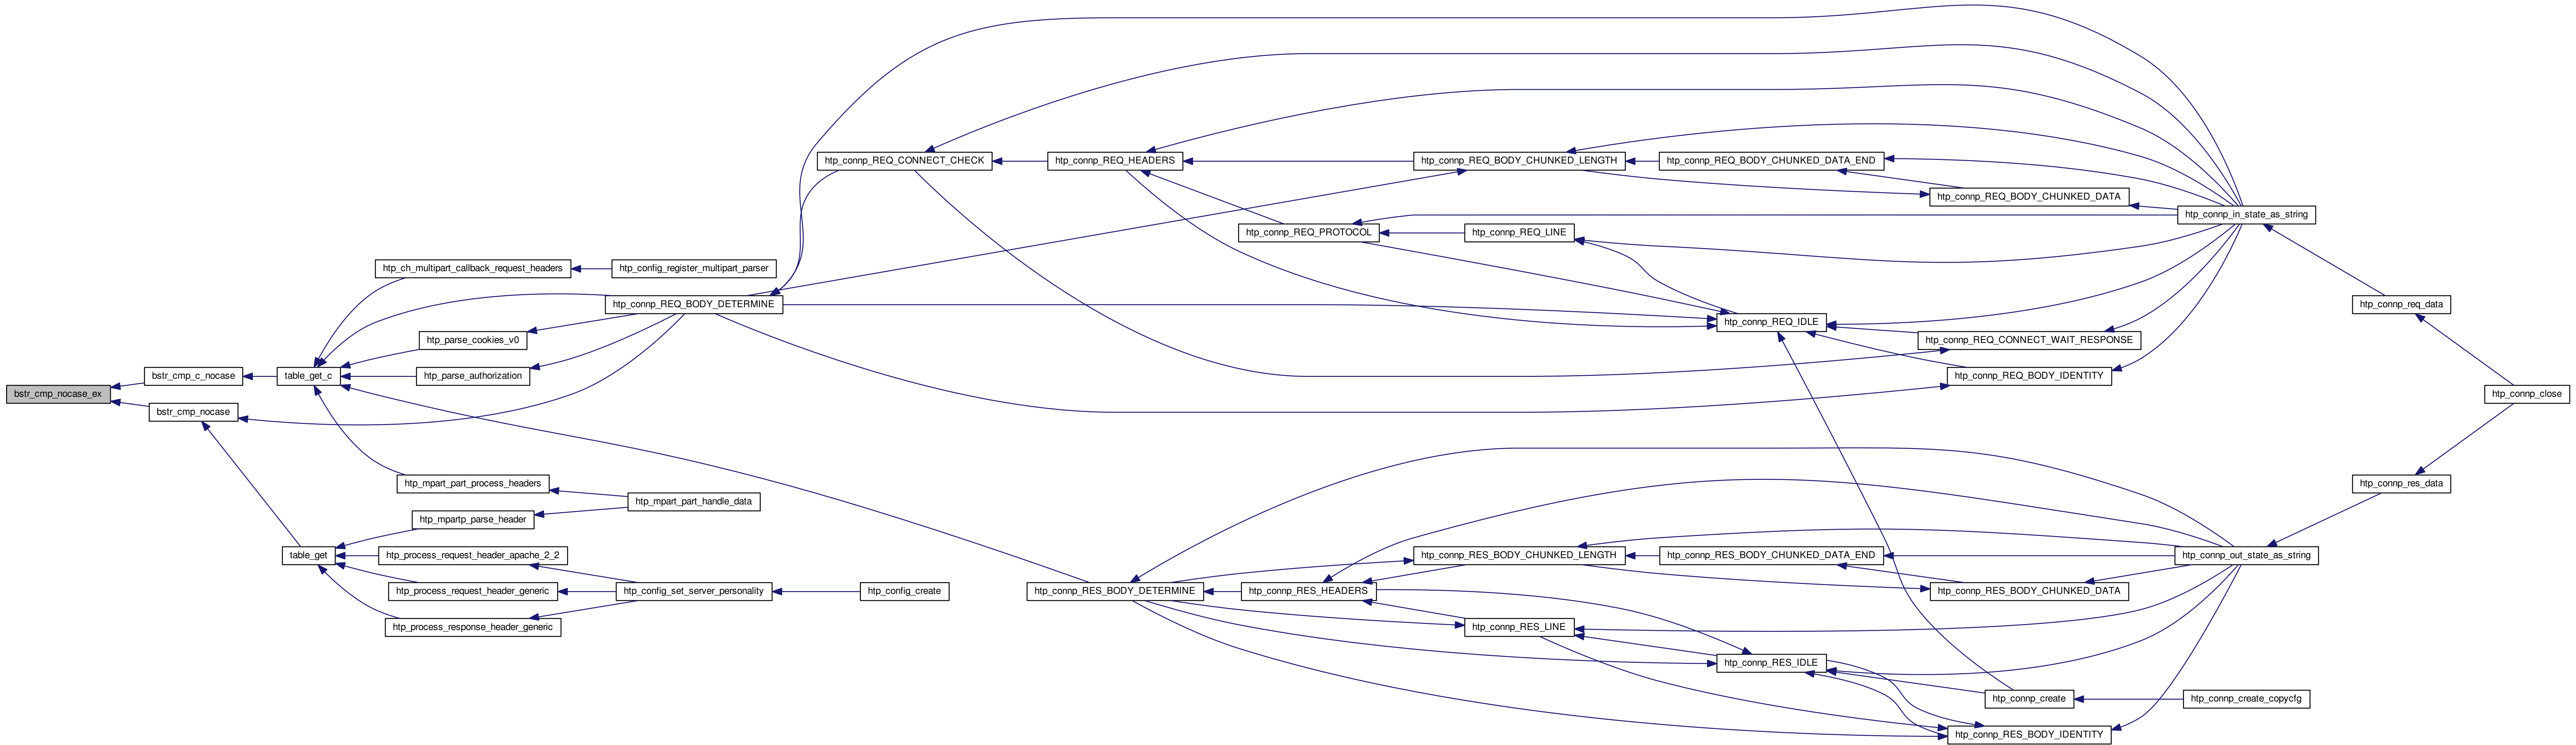 htp_connp_REQ_CONNECT_CHECK
htp_connp_REQ_HEADERS
htp_connp_REQ_BODY_CHUNKED_LENGTH
htp_connp_REQ_BODY_CHUNKED_DATA_END
htp_connp_REQ_BODY_CHUNKED_DATA
htp_connp_in_state_as_string
htp_connp_REQ_PROTOCOL
htp_connp_REQ_LINE
htp_ch_multipart_callback_request_headers
htp_config_register_multipart_parser
htp_connp_REQ_BODY_DETERMINE
htp_connp_req_data
htp_connp_REQ_IDLE
htp_parse_cookies_v0
htp_connp_REQ_CONNECT_WAIT_RESPONSE
bstr_cmp_c_nocase
table_get_c
htp_parse_authorization
htp_connp_REQ_BODY_IDENTITY
bstr_cmp_nocase_ex
htp_connp_close
bstr_cmp_nocase
htp_mpart_part_process_headers
htp_connp_res_data
htp_mpart_part_handle_data
htp_mpartp_parse_header
table_get
htp_process_request_header_apache_2_2
htp_connp_RES_BODY_CHUNKED_LENGTH
htp_connp_RES_BODY_CHUNKED_DATA_END
htp_connp_out_state_as_string
htp_process_request_header_generic
htp_config_set_server_personality
htp_config_create
htp_connp_RES_BODY_DETERMINE
htp_connp_RES_HEADERS
htp_connp_RES_BODY_CHUNKED_DATA
htp_process_response_header_generic
htp_connp_RES_LINE
htp_connp_RES_IDLE
htp_connp_create
htp_connp_create_copycfg
htp_connp_RES_BODY_IDENTITY